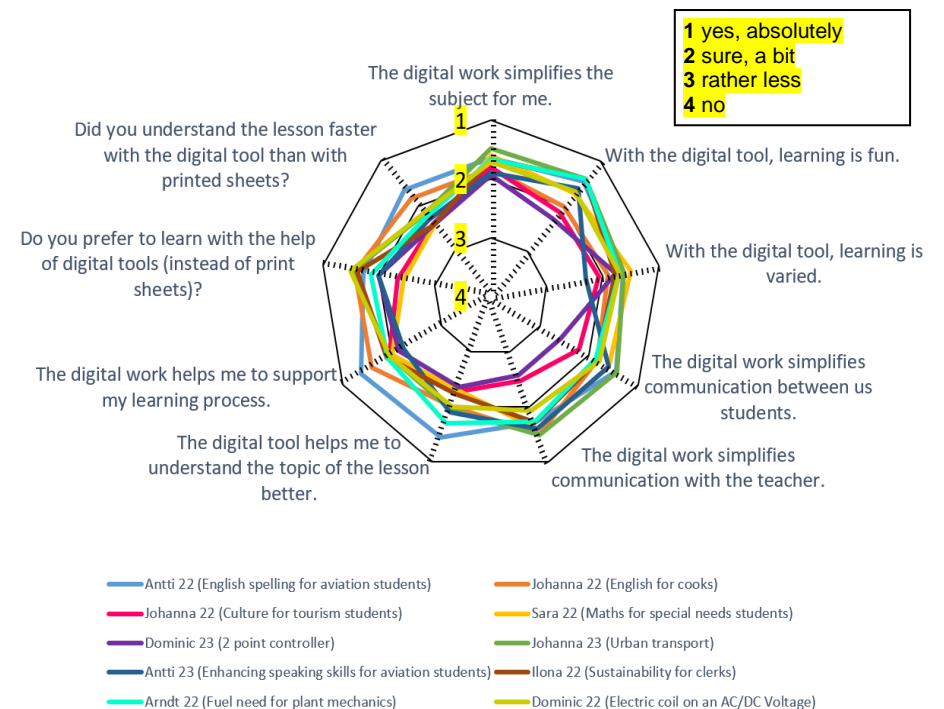 1 yes, absolutely
2 sure, a bit
3 rather less
4 no
The digital work simplifies the
subject for me.
1
2
3
4
With the digital tool, learning is fun.
With the digital tool, learning is
varied.
The digital work simplifies
communication between us
students.
The digital work simplifies
communication with the teacher.
The digital tool helps me to
understand the topic of the lesson
better.
The digital work helps me to support
my learning process.
Do you prefer to learn with the help
of digital tools (instead of print
sheets)?
Did you understand the lesson faster
with the digital tool than with
printed sheets?
Antti 22 (English spelling for aviation students)
Johanna 22 (English for cooks)
Johanna 22 (Culture for tourism students)
Sara 22 (Maths for special needs students)
Dominic 23 (2 point controller)
Johanna 23 (Urban transport)
Antti 23 (Enhancing speaking skills for aviation students)
Ilona 22 (Sustainability for clerks)
Arndt 22 (Fuel need for plant mechanics)
Dominic 22 (Electric coil on an AC/DC Voltage)